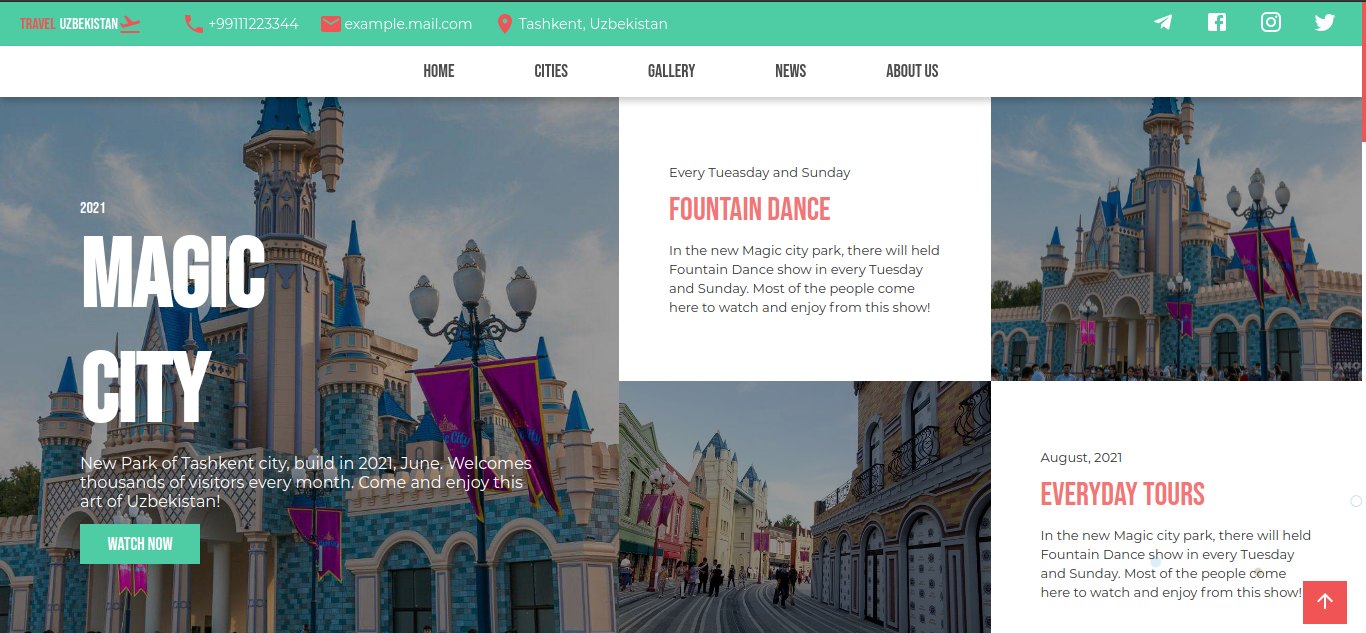 TRAVEL UZBEKISTAN
+99111223344
example.mail.com
Tashkent, Uzbekistan
HOME
CITIES
GALLERY
NEWS
ABOUT US
2021
MAGIC
CITY
New Park of Tashkent city, build in 2021, June. Welcomes
thousands of visitors every month. Come and enjoy this
art of Uzbekistan!
WATCH NOW
Every Tueasday and Sunday
FOUNTAIN DANCE
In the new Magic city park, there will held
Fountain Dance show in every Tuesday
and Sunday. Most of the people come
here to watch and enjoy from this show!
August, 2021
EVERYDAY TOURS
In the new Magic city park, there will held
Fountain Dance show in every Tuesday
and Sunday. Most of the people come
here to watch and enjoy from this show!